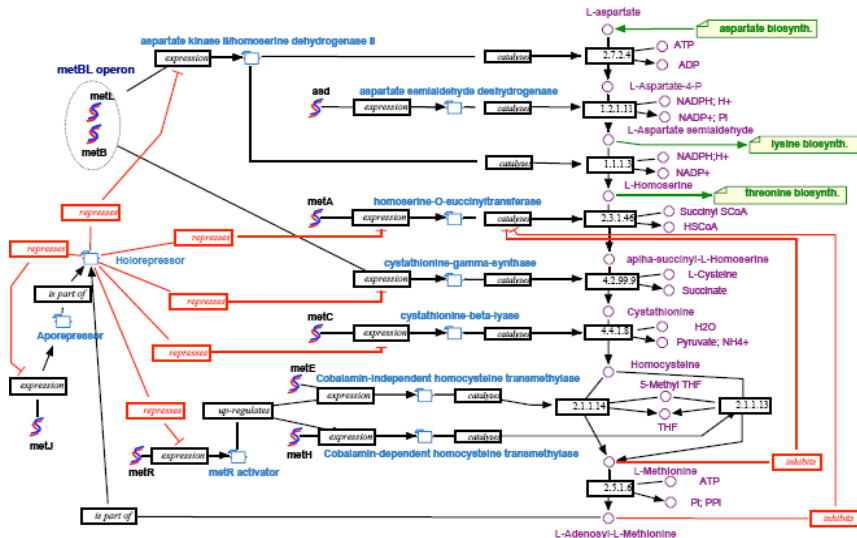 L-aspartate
aspartate biosynth.
aspartate kinase II/homoserine dehydrogenase II
ATP
expression
catalyses
2.7.2.4
ADP
metBL operon
L-Aspartate-4-P
metL
asd
aspartate semialdehyde deshydrogenase
NADPH; H+
expression
catalyses
1.2.1.11
NADP+; PI
L-Aspartate semialdehyde
metB
lysine biosynth.
NADPH;H+
catalyses
1.1.1.3
NADP+
L-Homoserine
threonine biosynth.
metA
homoserine-O-succinyltransferase
represses
Succinyl SCoA
expression
catalyses
2.3.1.46
HSCoA
represses
represses
Holorepressor
cystathionine-gamma-synthase
aplha-succinyl-L-Homoserine
L-Cysteine
expression
catalyses
4.2.99.9
Succinate
is part of
represses
Cystathionine
metC
cystathionine-beta-lyase
Aporepressor
H2O
expression
catalyses
4.4.1.8
Pyruvate; NH4+
represses
Homocysteine
metE
Cobalamin-independent homocysteine transmethylase
5-Methyl THF
expression
expression
catalyses
2.1.1.14
2.1.1.13
represses
up-regulates
THF
metJ
expression
catalyses
metR
expression
metH
Cobalamin-dependent homocysteine transmethylase
metR activator
inhibits
L-Methionine
ATP
2.5.1.6
PI; PPI
is part of
inhibits
L-Adenosyl-L-Methionine